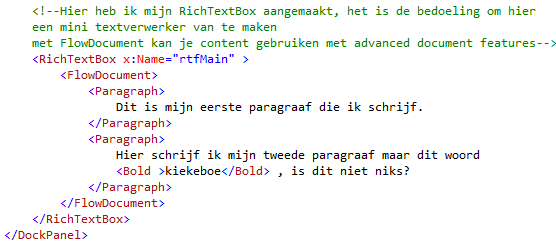 <!--Hier heb ik mijn RichTextBox aangemaakt, het is de bedoeling om hier
een mini textverwerker van te maken
met FlowDocument kan je content gebruiken met advanced document features-->
<RichTextBox x:Name="rtfMain" >
<FlowDocument>
<Paragraph>
Dit is mijn eerste paragraaf die ik schrijf.
</Paragraph>
<Paragraph>
Hier schrijf ik mijn tweede paragraaf maar dit woord
<Bold >kiekeboe</Bold> , is dit niet niks?
</Paragraph>
</FlowDocument>
</RichTextBox>
</DockPanel>